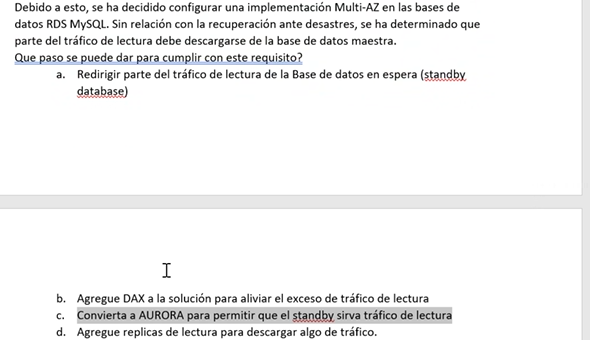 Debido a esto, se ha decidido configurar una implementación Multi-AZ en las bases de
datos RDS MySQL. Sin relación con la recuperación ante desastres, se ha determinado que
parte del tráfico de lectura debe descargarse de la base de datos maestra.
Que paso se puede dar para cumplir con este requisito?
a. Redirigir parte del tráfico de lectura de la Base de datos en espera (standby
database)
b. Agregue DAX a la solución para aliviar el exceso de tráfico de lectura
c. Convierta a AURORA para permitir que el standby sirva tráfico de lectura
d. Agregue replicas de lectura para descargar algo de tráfico.